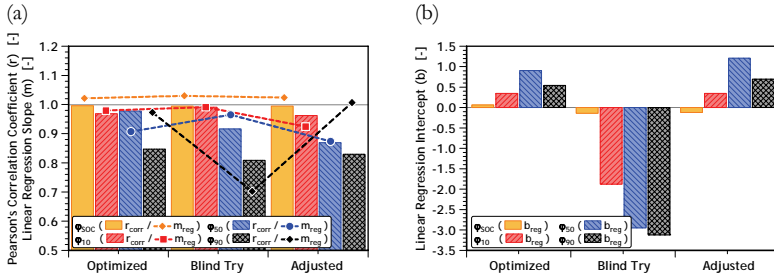 (a)
Pearson's Correlation Coefficient (r) [-]
Linear Regression Slope (m) [-]
1.2
1.1
1.0
0.9
0.8
0.7
0.6
0.5
φSOC ( rcorr / mreg) φ50 ( rcorr / mreg)
φ10 ( rcorr / mreg) φ90 ( rcorr / mreg)
Optimized Blind Try Adjusted
(b)
Linear Regression Intercept (b) [-]
1.5
1.0
0.5
0.0
-0.5
-1.0
-1.5
-2.0
-2.5
-3.0
-3.5
φSOC ( breg) φ50 ( breg)
φ10 ( breg) φ90 ( breg)
Optimized Blind Try Adjusted